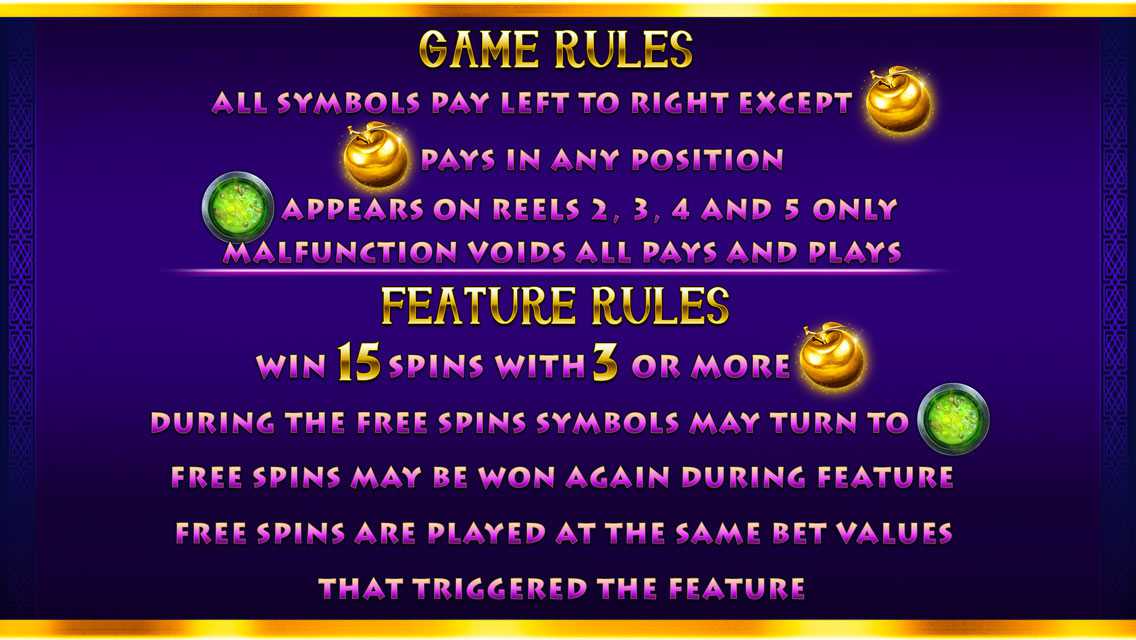 GAME RULES
ALL SYMBOLS PAY LEFT TO RIGHT EXCEPT
PAYS IN ANY POSITION
APPEARS ON REELS 2, 3, 4 AND 5 ONLY
MALFUNCTION VOIDS ALL PAYS AND PLAYS
FEATURE RULES
WIN 15 SPINS WITH 3 OR MORE
DURING THE FREE SPINS SYMBOLS MAY TURN TO
FREE SPINS MAY BE WON AGAIN DURING FEATURE
FREE SPINS ARE PLAYED AT THE SAME BET VALUES
THAT TRIGGERED THE FEATURE